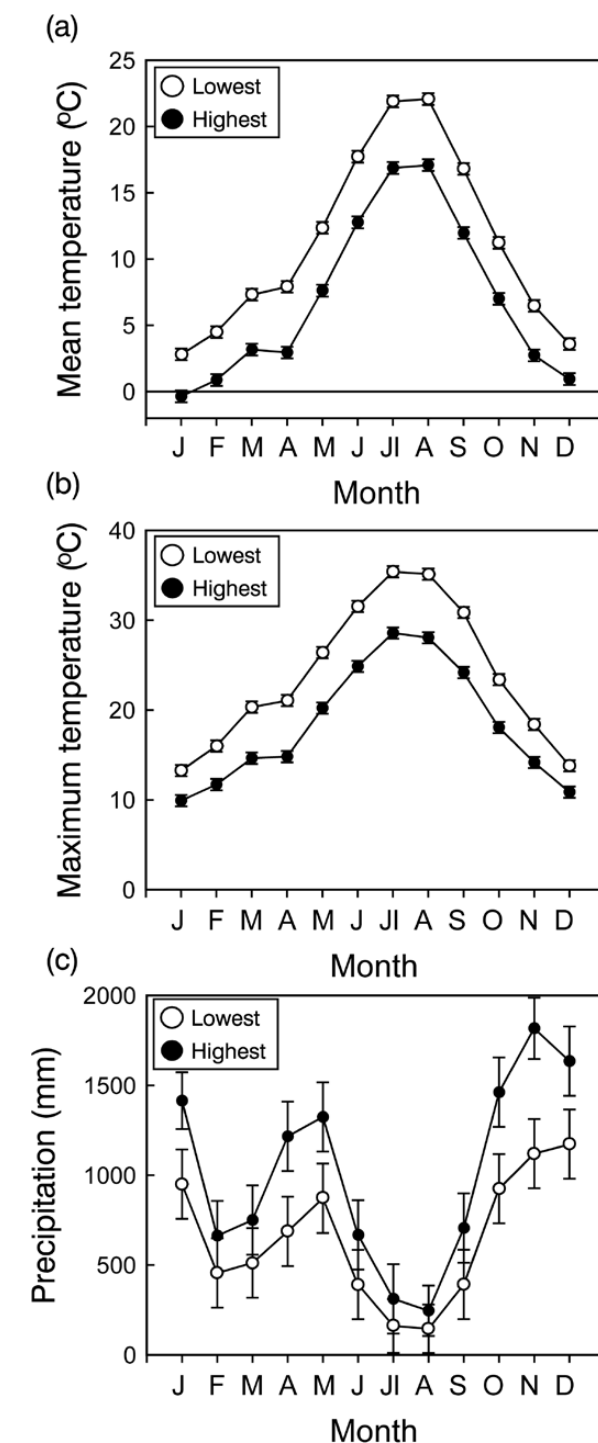 (a)
Mean temperature (ºC)
25
20
15
10
5
0
Lowest
Highest
J F M A M J Jl A S O N D
Month
(b)
Maximum temperature (ºC)
40
30
20
10
0
Lowest
Highest
J F M A M J Jl A S O N D
Month
(c)
Precipitation (mm)
2000
1500
1000
500
0
Lowest
Highest
J F M A M J Jl A S O N D
Month